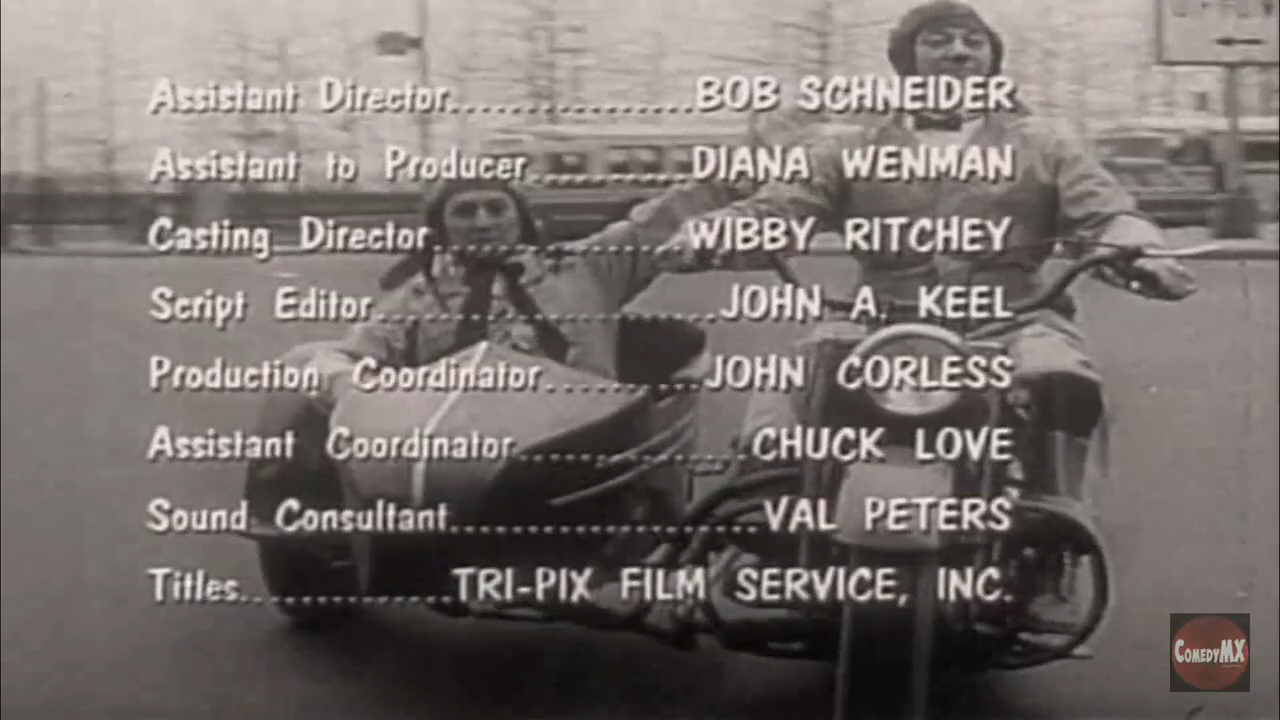 Assistant Director...............BOB SCHNEIDER
Assistant to Producer..........DIANA WENMAN
Casting Director................WIBBY RITCHEY
Script Editor......................JOHN A. KEEL
Production Coordinator..........JOHN CORLESS
Assistant Coordinator..............CHUCK LOVE
Sound Consultant...................VAL PETERS
Titles.............TRI-PIX FILM SERVICE, INC.
COMEDYMX